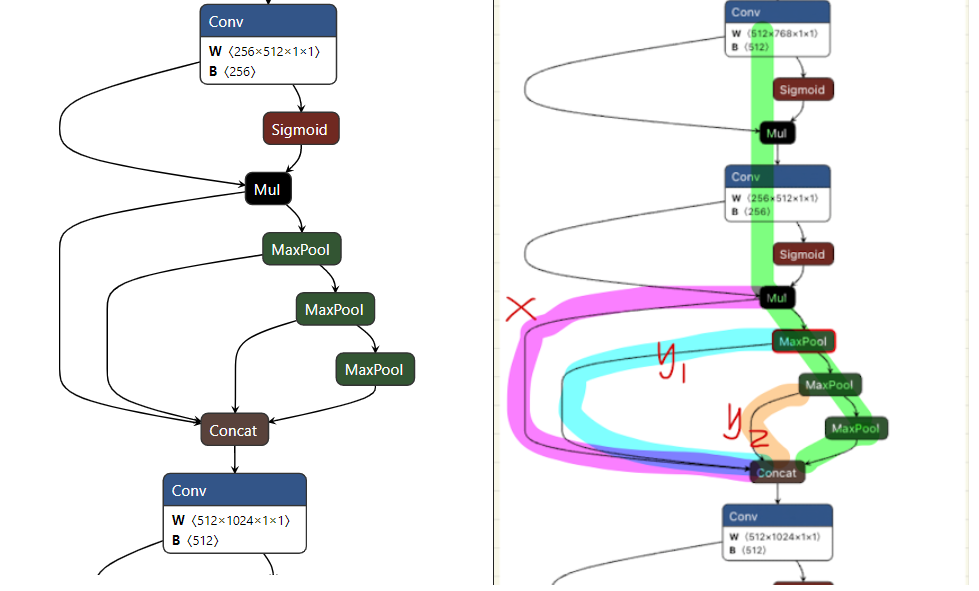 Conv
W ⟨256×512×1×1⟩
B ⟨256⟩
Sigmoid
Mul
MaxPool
MaxPool
MaxPool
Concat
Conv
W ⟨512×1024×1×1⟩
B ⟨512⟩
Conv
W ⟨512×768×1×1⟩
B ⟨512⟩
Sigmoid
Mul
Conv
W ⟨256×512×1×1⟩
B ⟨256⟩
Sigmoid
Mul
x
MaxPool
y1
MaxPool
y2
MaxPool
Concat
Conv
W ⟨512×1024×1×1⟩
B ⟨512⟩